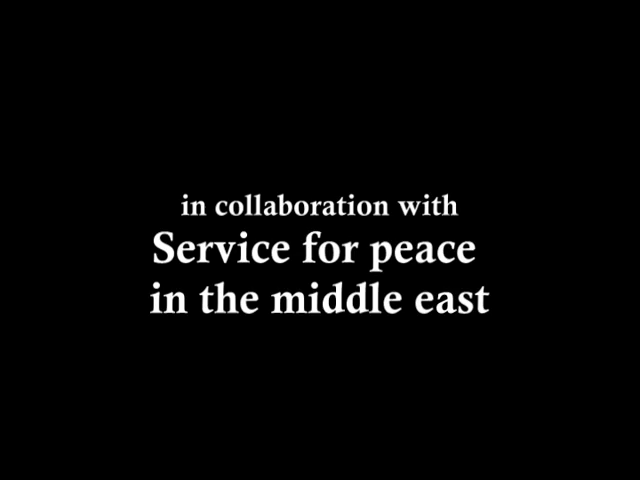 in collaboration with
Service for peace
in the middle east